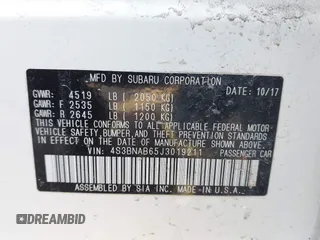 MFD. BY SUBARU CORPORATION
DATE: 10/17
GVWR: 4519 LB ( 2050 KG)
GAWR: F 2535 LB ( 1150 KG)
GAWR: R 2645 LB ( 1200 KG)
THIS VEHICLE CONFORMS TO ALL APPLICABLE FEDERAL MOTOR
VEHICLE SAFETY, BUMPER, AND THEFT PREVENTION STANDARDS
IN EFFECT ON THE DATE OF MANUFACTURE SHOWN ABOVE.
VIN: 4S3BNAB65J3019211
PASSENGER CAR
ASSEMBLED BY SIA INC. MADE IN U.S.A.